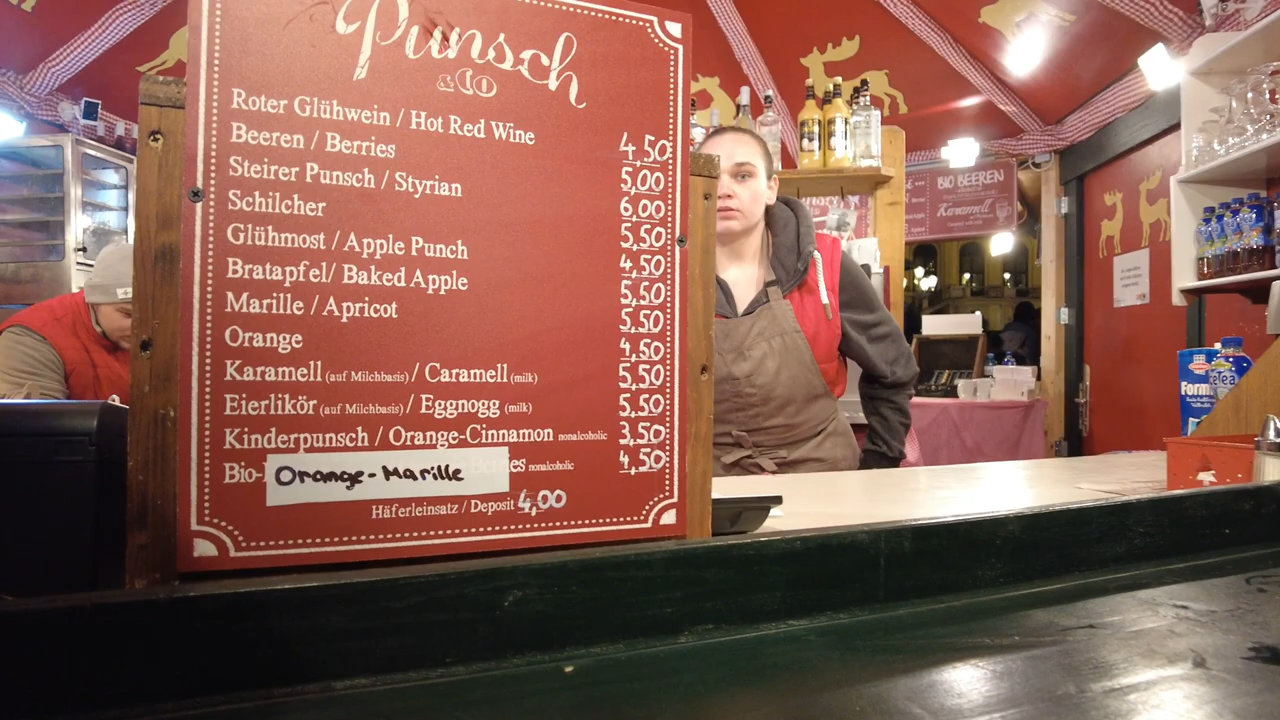 Punsch
& Co
Roter Glühwein / Hot Red Wine 4,50
Beeren / Berries 5,00
Steirer Punsch / Styrian 6,00
Schilcher 5,50
Glühmost / Apple Punch 4,50
Bratapfel/ Baked Apple 5,50
Marille / Apricot 5,50
Orange 4,50
Karamell (auf Milchbasis) / Caramell (milk) 5,50
Eierlikör (auf Milchbasis) / Eggnogg (milk) 5,50
Kinderpunsch / Orange-Cinnamon nonalcoholic 3,50
Bio- Orange-Marille Berries nonalcoholic 4,50
Häferleinsatz / Deposit 4,00
BIO BEEREN
Karamell
Form